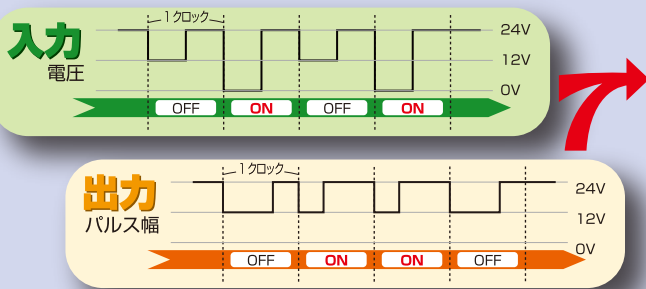 入力
電圧
1クロック
24V
12V
0V
OFF ON OFF ON
出力
パルス幅
1クロック
24V
12V
0V
OFF ON ON OFF